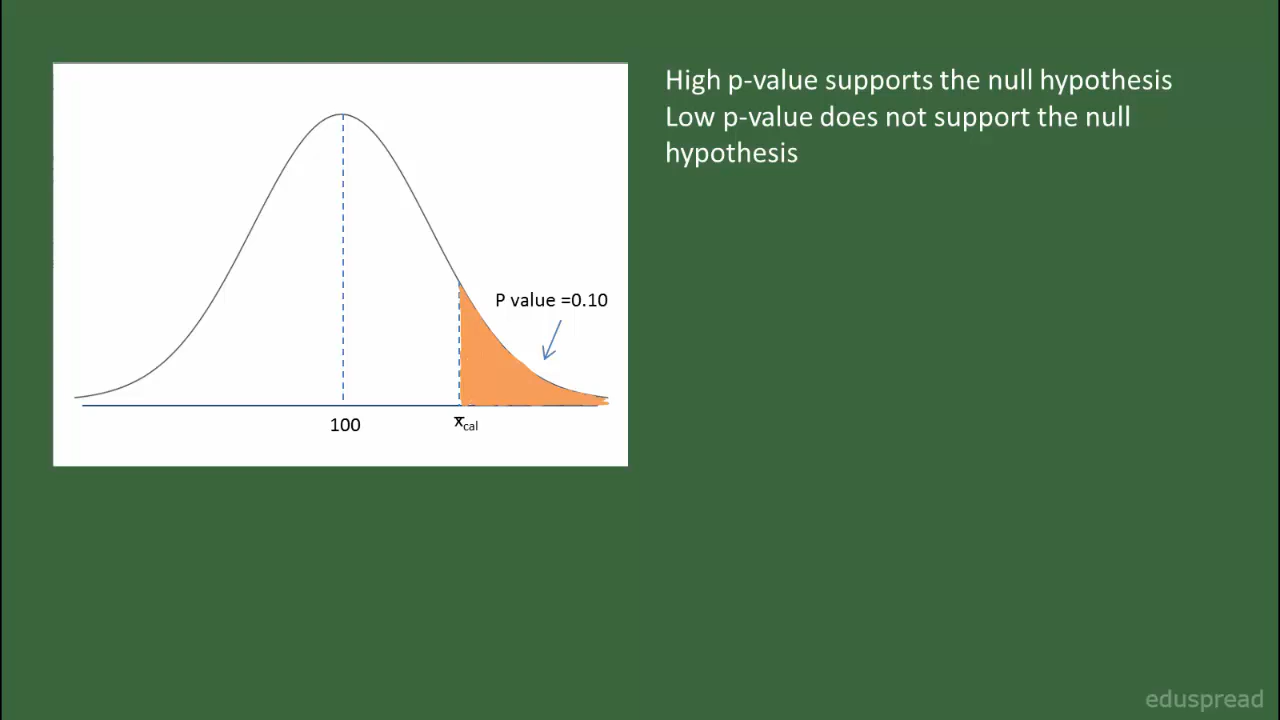 High p-value supports the null hypothesis
Low p-value does not support the null
hypothesis
P value =0.10
100
x̅cal
eduspread